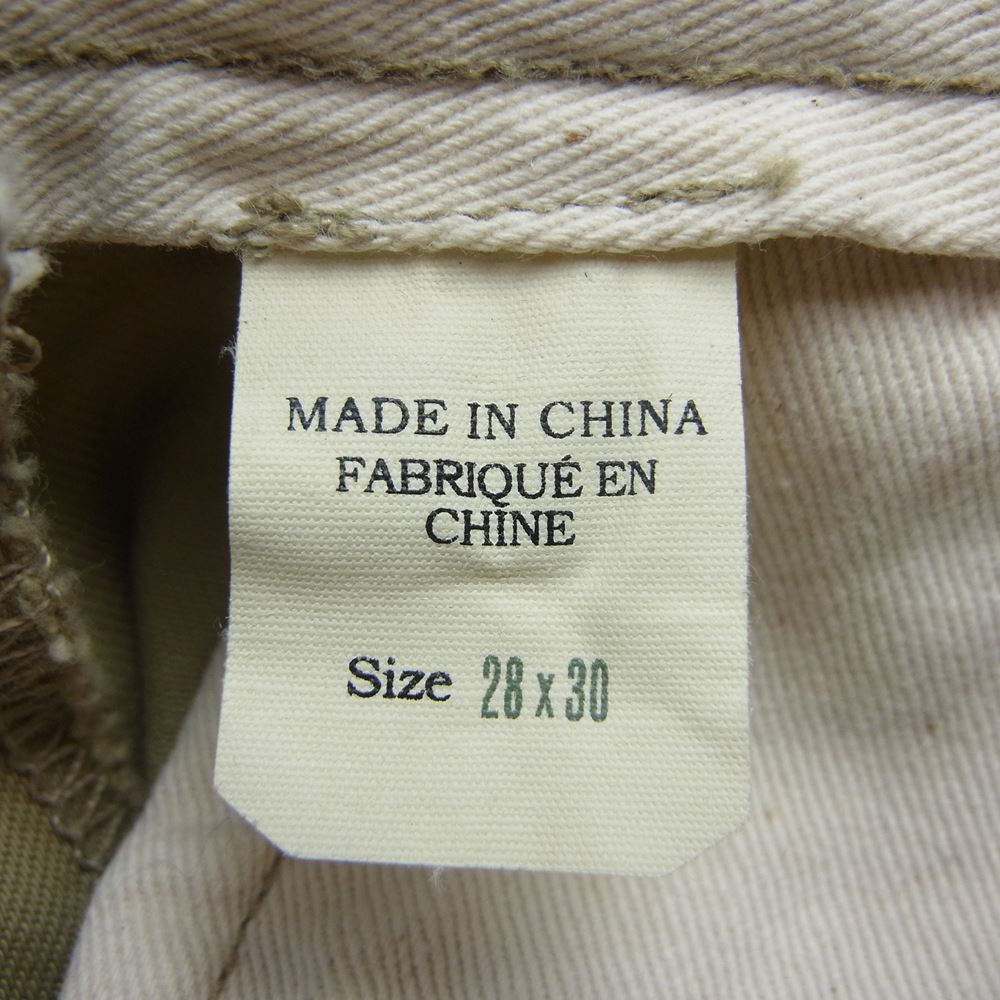 MADE IN CHINA
FABRIQUÉ EN
CHINE
Size 28 x 30